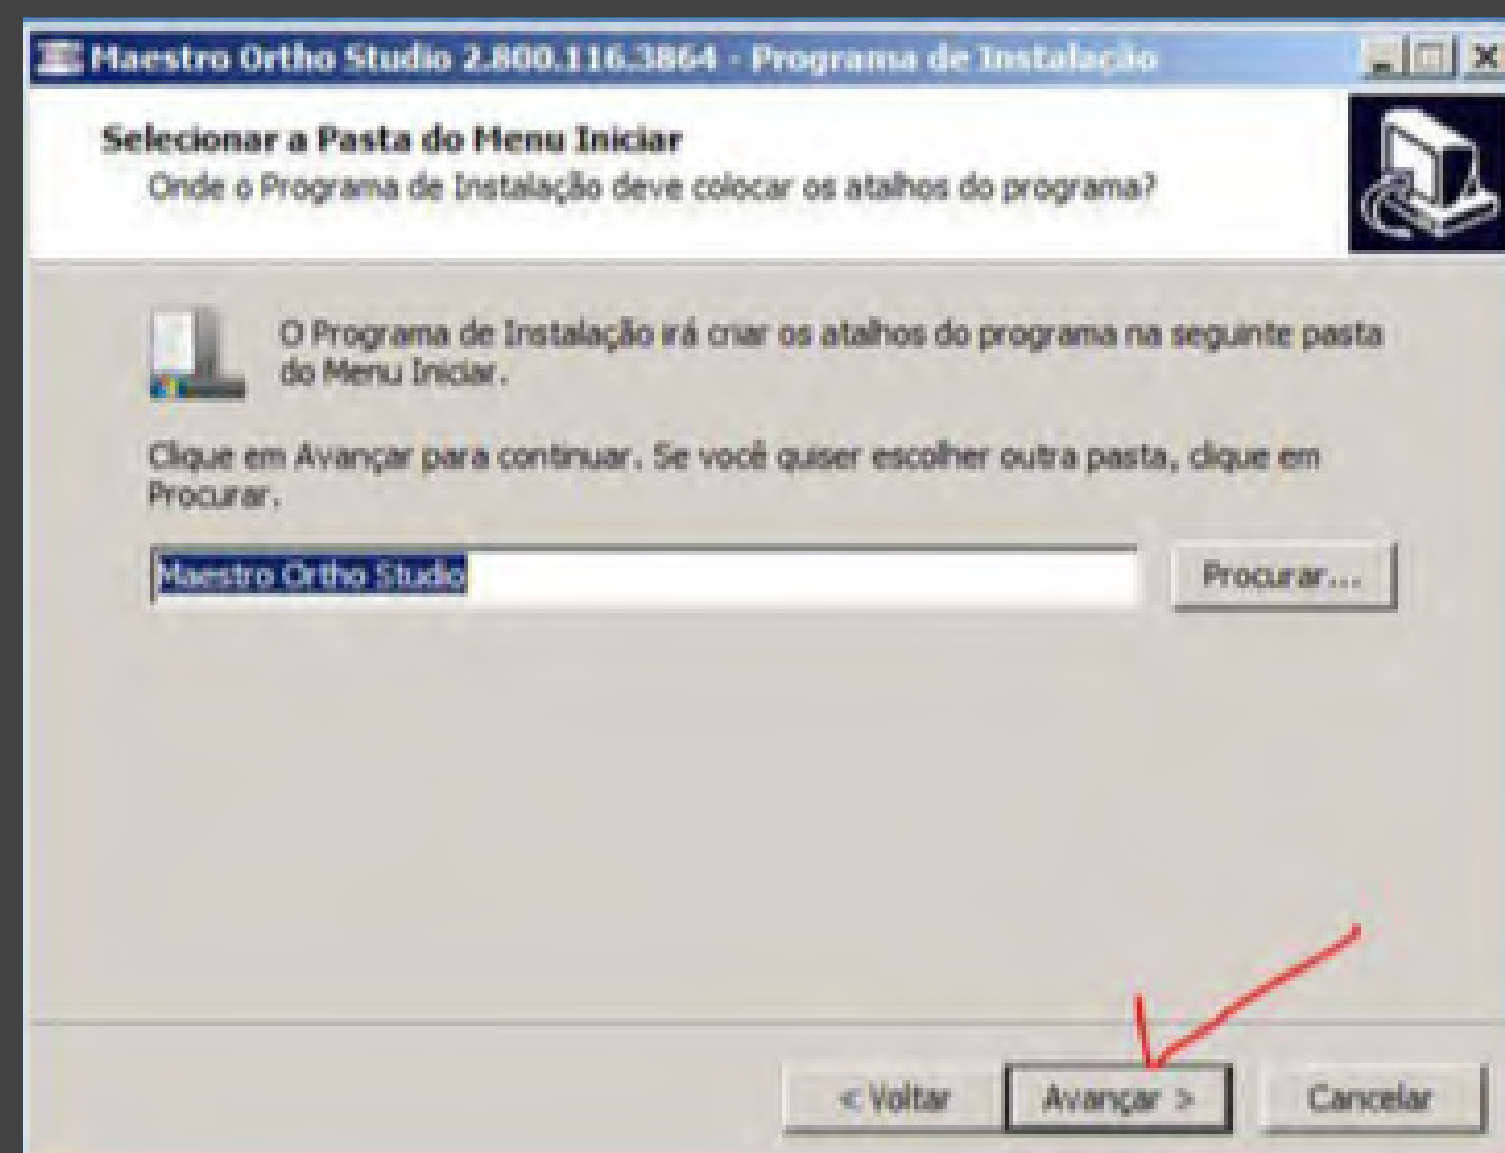 Maestro Ortho Studio 2.800.116.3864 - Programa de Instalação
Selecionar a Pasta do Menu Iniciar
Onde o Programa de Instalação deve colocar os atalhos do programa?
O Programa de Instalação irá criar os atalhos do programa na seguinte pasta
do Menu Iniciar.
Clique em Avançar para continuar. Se você quiser escolher outra pasta, clique em
Procurar.
Maestro Ortho Studio
Procurar...
< Voltar
Avançar >
Cancelar